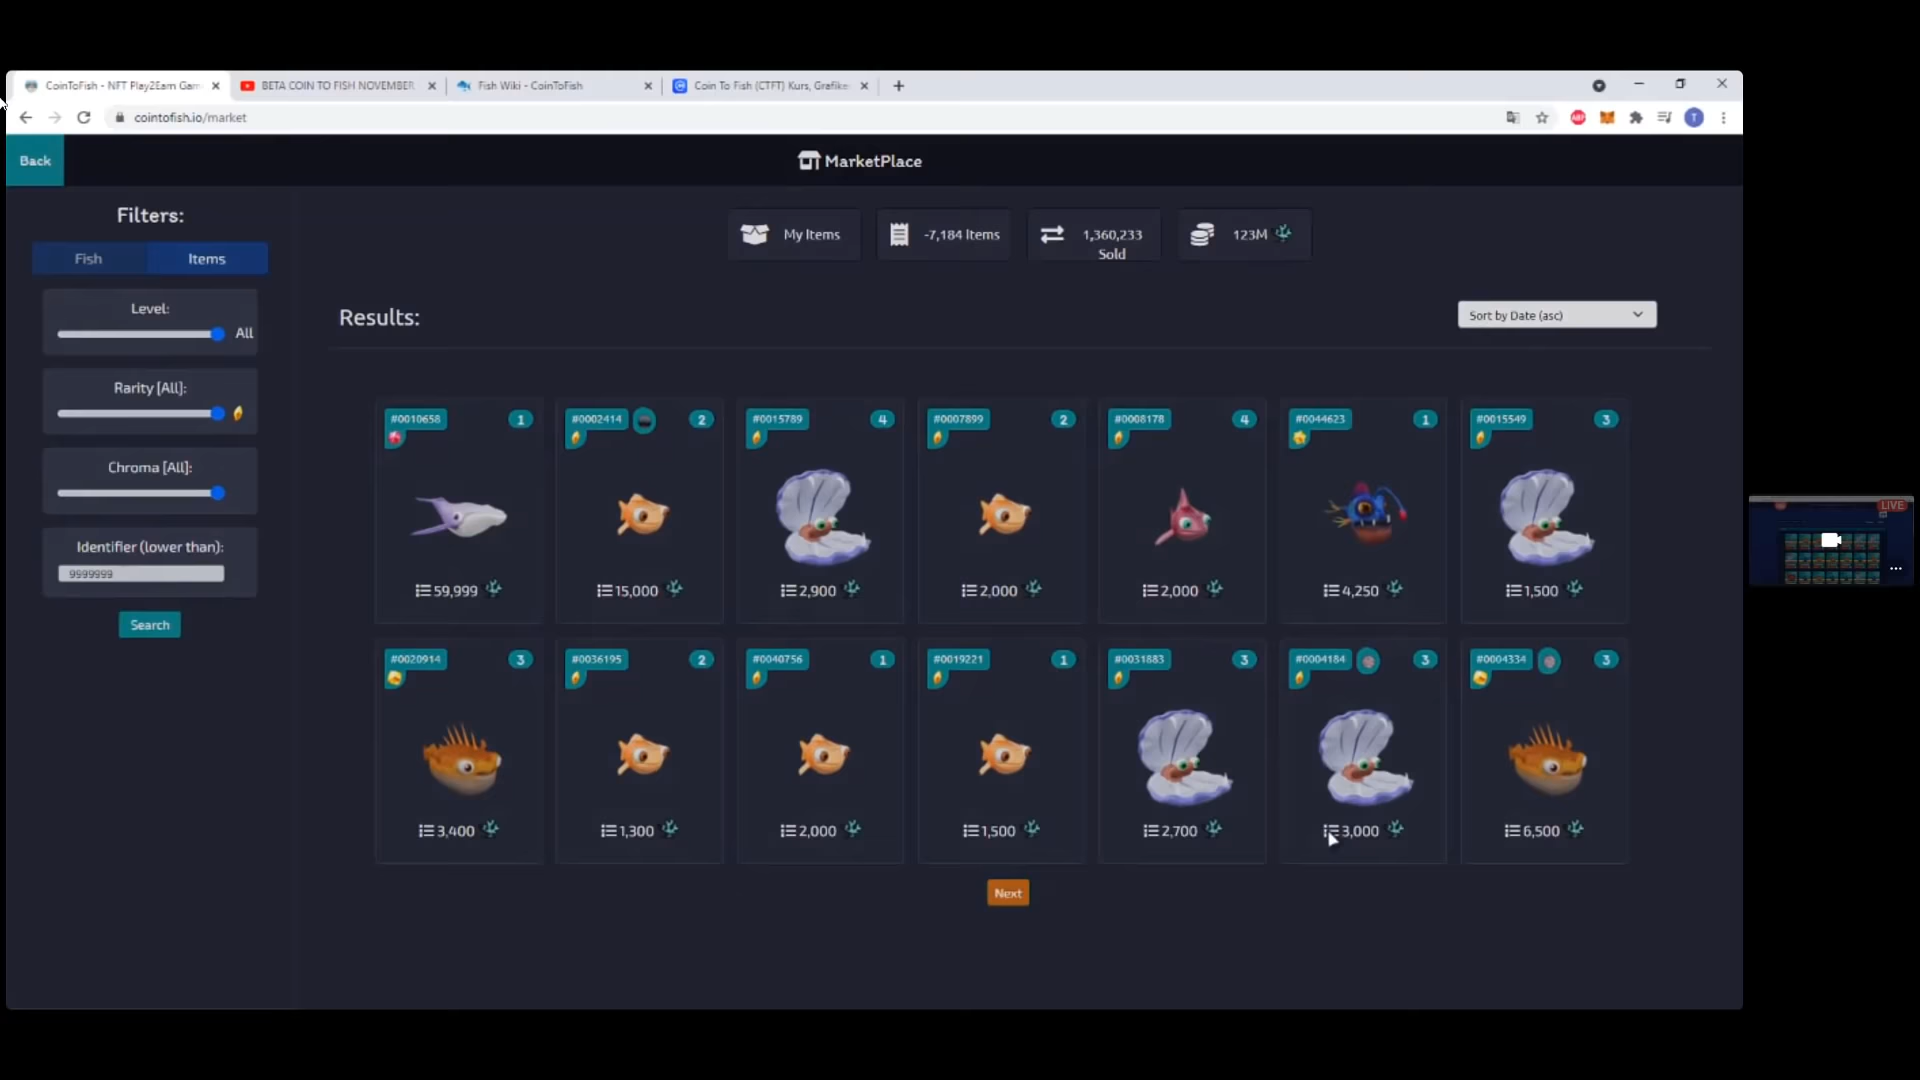 CoinToFish - NFT Play2Earn Gam
BETA COIN TO FISH NOVEMBER
Fish Wiki - CoinToFish
Coin To Fish (CTFT) Kurs, Grafike
cointofish.io/market
ABP
T
Back
MarketPlace
Filters:
Fish
Items
Level:
All
Rarity [All]:
Chroma [All]:
Identifier (lower than):
9999999
Search
My Items
-7,184 Items
1,360,233
Sold
123M
Results:
Sort by Date (asc)
#0010658 1
#0002414 2
#0015789 4
#0007899 2
#0008178 4
#0044623 1
#0015549 3
59,999
15,000
2,900
2,000
2,000
4,250
1,500
#0020914 3
#0036195 2
#0040756 1
#0019221 1
#0031883 3
#0004184 3
#0004334 3
3,400
1,300
2,000
1,500
2,700
3,000
6,500
Next
LIVE